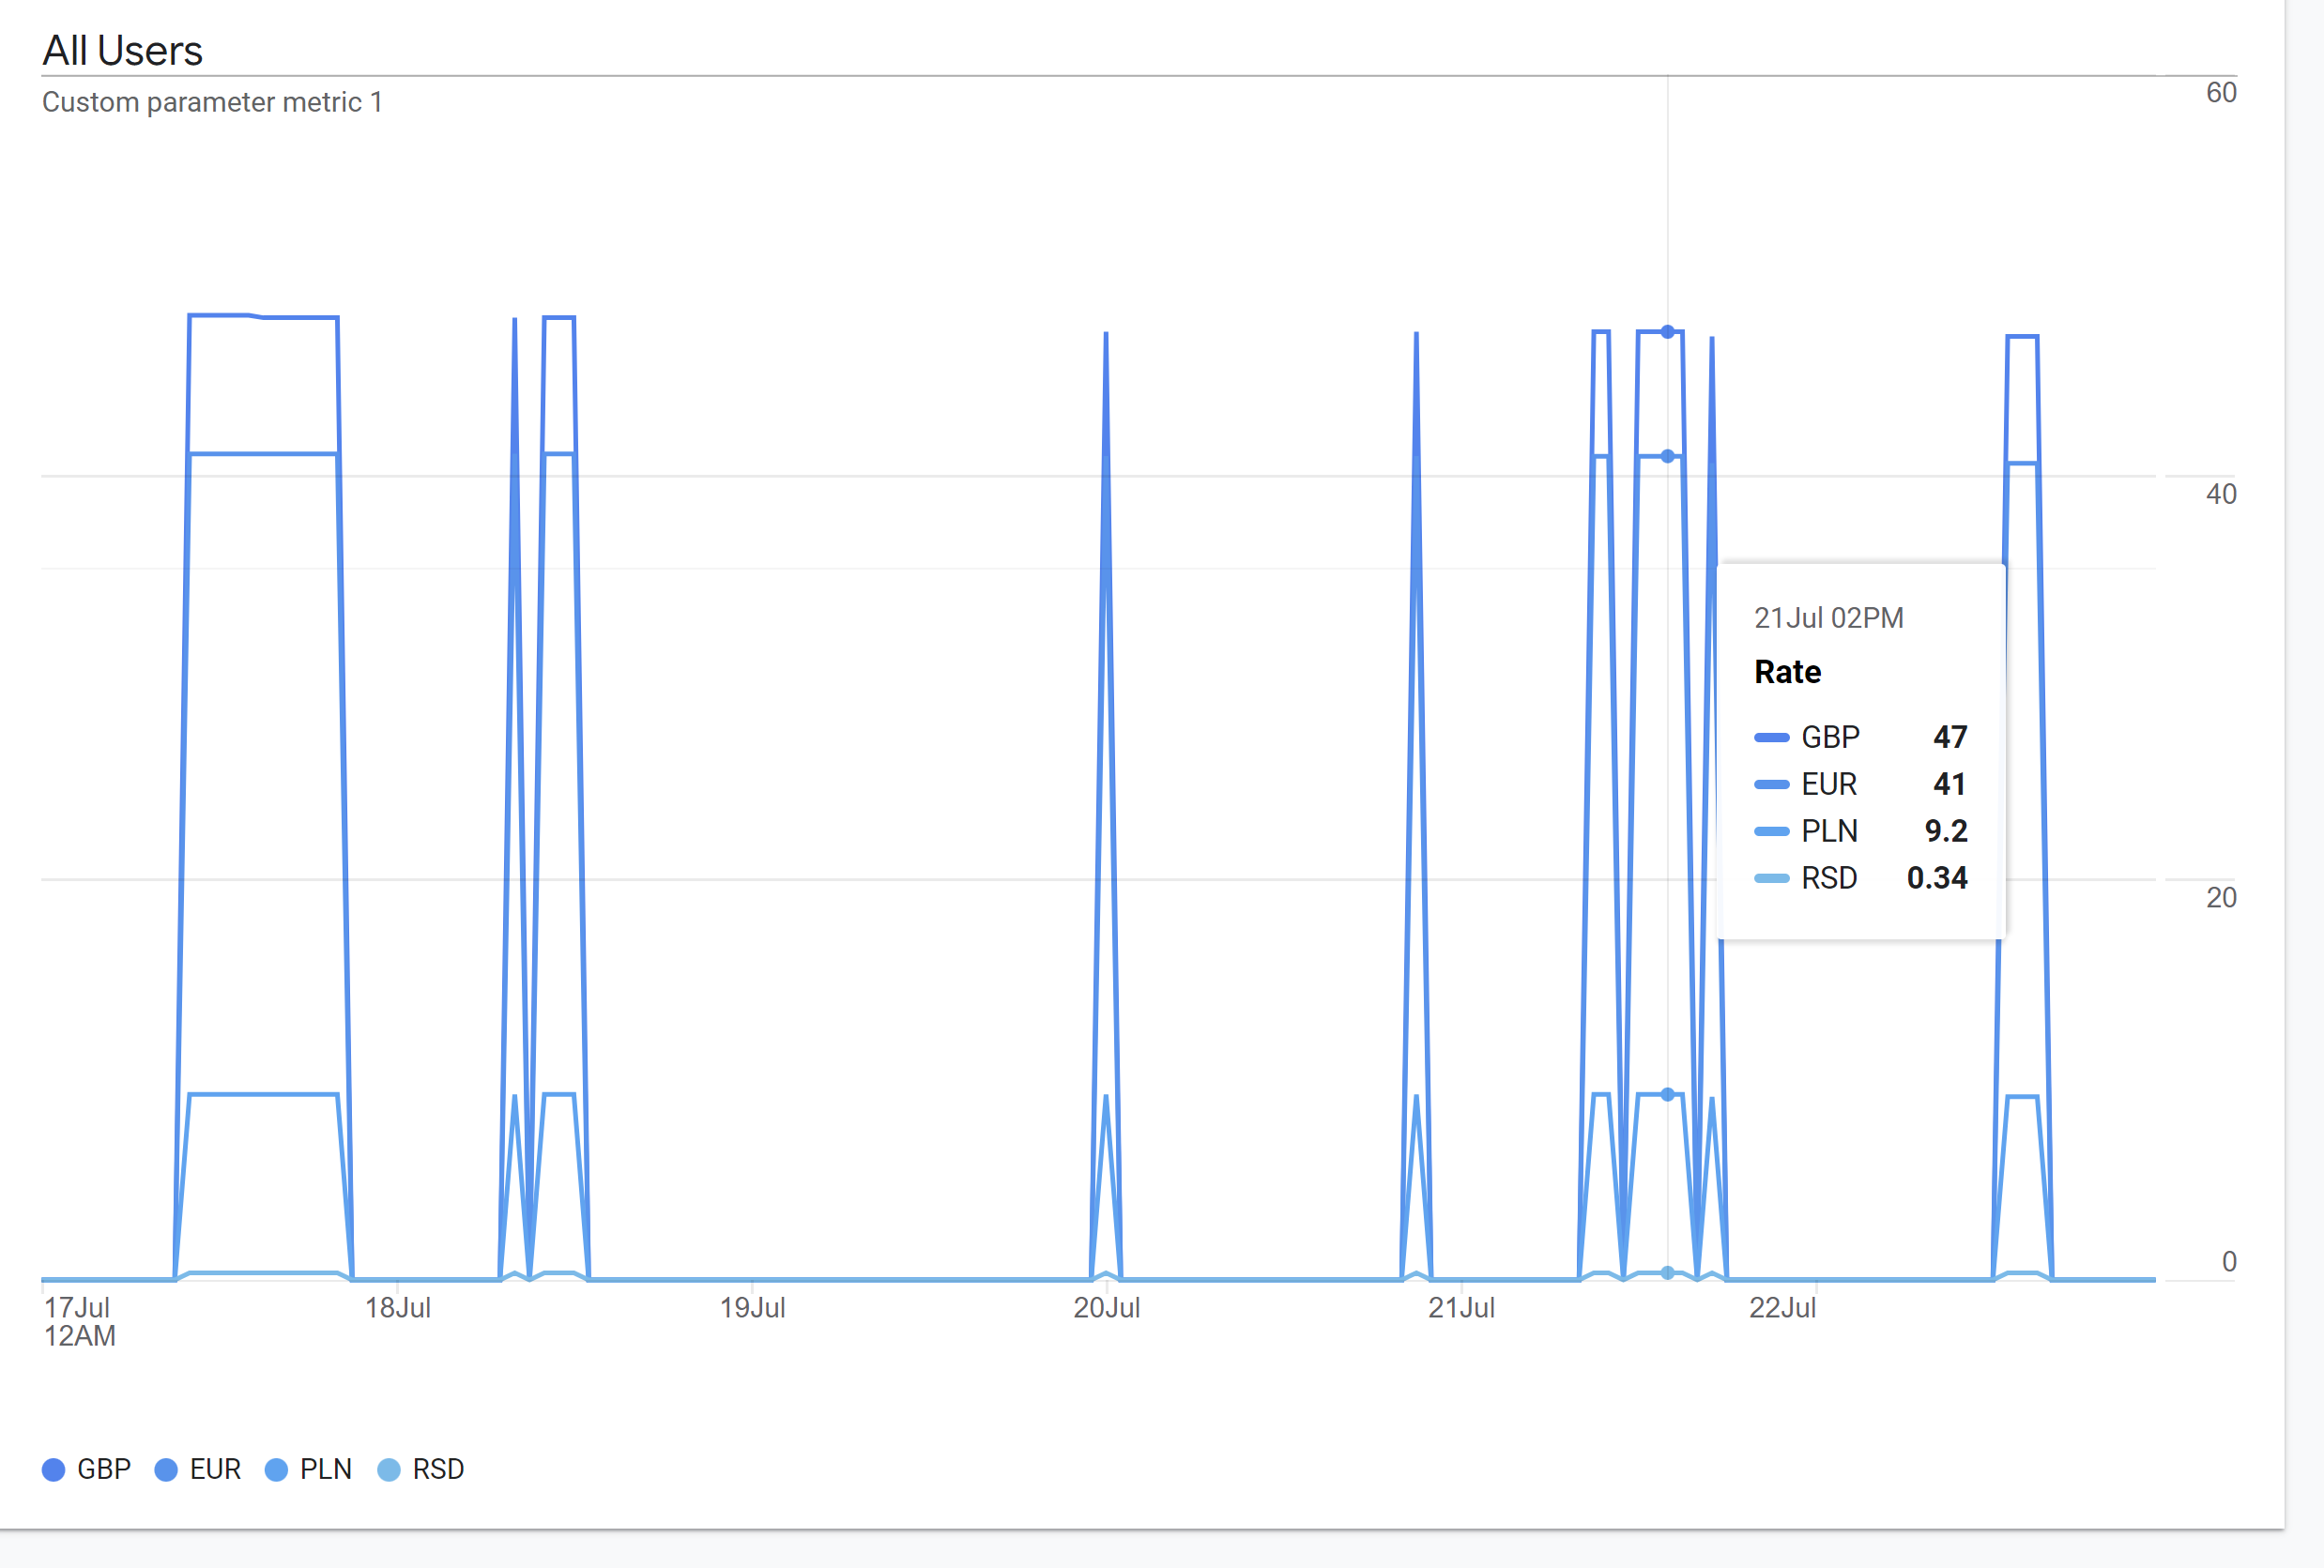 All Users
Custom parameter metric 1
60
40
20
0
21Jul 02PM
Rate
GBP 47
EUR 41
PLN 9.2
RSD 0.34
17Jul 18Jul 19Jul 20Jul 21Jul 22Jul
12AM
GBP EUR PLN RSD